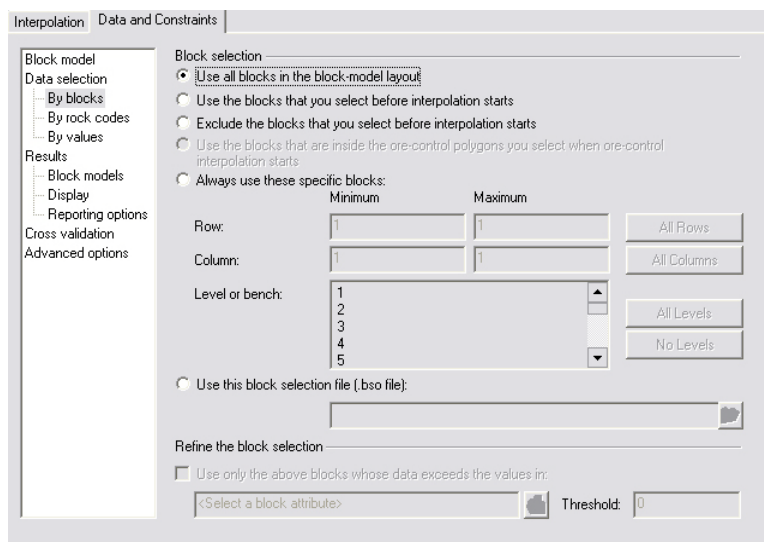 Interpolation
Data and Constraints
Block model
Data selection
By blocks
By rock codes
By values
Results
Block models
Display
Reporting options
Cross validation
Advanced options
Block selection
Use all blocks in the block-model layout
Use the blocks that you select before interpolation starts
Exclude the blocks that you select before interpolation starts
Use the blocks that are inside the ore-control polygons you select when ore-control
interpolation starts
Always use these specific blocks:
Minimum Maximum
Row: 1 1 All Rows
Column: 1 1 All Columns
Level or bench:
1
2
3
4
5
All Levels
No Levels
Use this block selection file (.bso file):
Refine the block selection
Use only the above blocks whose data exceeds the values in:
<Select a block attribute> Threshold: 0